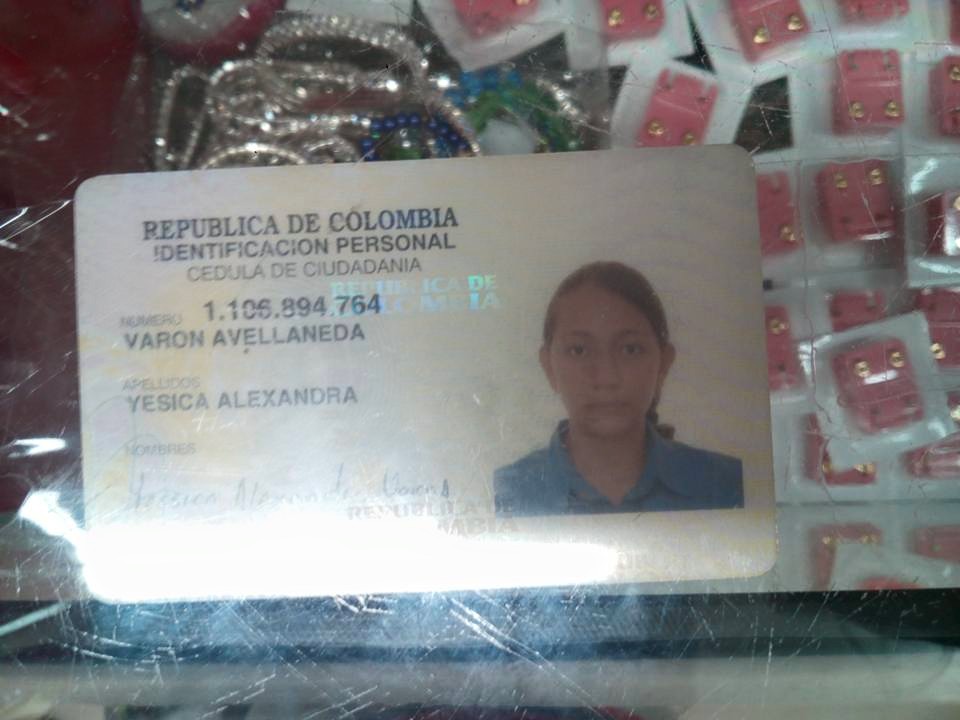 REPUBLICA DE COLOMBIA
IDENTIFICACION PERSONAL
CEDULA DE CIUDADANIA
REPUBLICA DE
COLOMBIA
NUMERO 1.106.894.764
VARON AVELLANEDA
APELLIDOS
YESICA ALEXANDRA
NOMBRES
Yessica Alexandra Varon A
REPUBLICA DE
MBIA